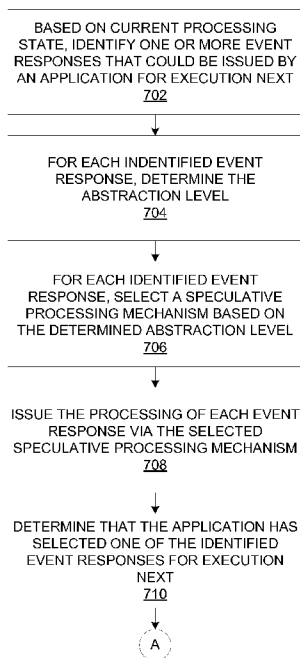 BASED ON CURRENT PROCESSING
STATE, IDENTIFY ONE OR MORE EVENT
RESPONSES THAT COULD BE ISSUED BY
AN APPLICATION FOR EXECUTION NEXT
702
FOR EACH INDENTIFIED EVENT
RESPONSE, DETERMINE THE
ABSTRACTION LEVEL
704
FOR EACH IDENTIFIED EVENT
RESPONSE, SELECT A SPECULATIVE
PROCESSING MECHANISM BASED ON
THE DETERMINED ABSTRACTION LEVEL
706
ISSUE THE PROCESSING OF EACH EVENT
RESPONSE VIA THE SELECTED
SPECULATIVE PROCESSING MECHANISM
708
DETERMINE THAT THE APPLICATION HAS
SELECTED ONE OF THE IDENTIFIED
EVENT RESPONSES FOR EXECUTION
NEXT
710
A